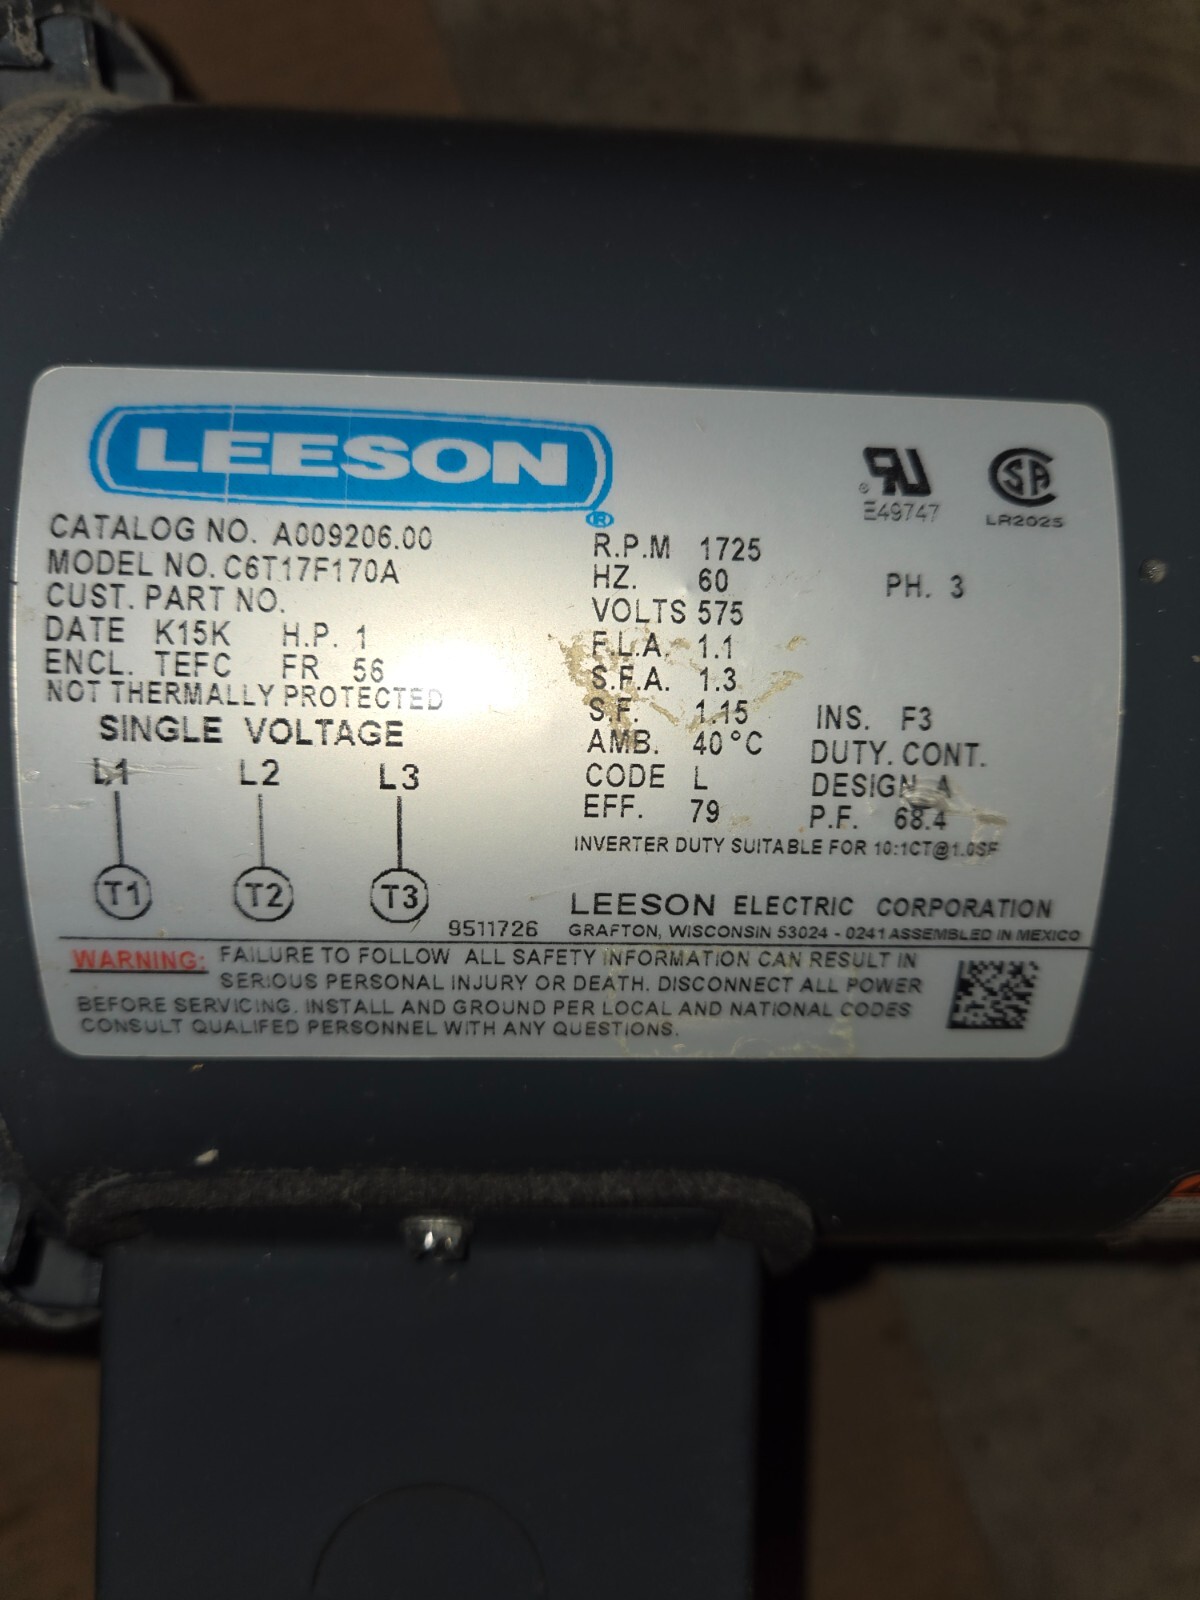 LEESON
®
CATALOG NO. A009206.00
MODEL NO. C6T17F170A
CUST. PART NO.
DATE K15K H.P. 1
ENCL. TEFC FR 56
NOT THERMALLY PROTECTED
SINGLE VOLTAGE
L1 L2 L3
T1 T2 T3
9511726
R.P.M 1725
HZ. 60 PH. 3
VOLTS 575
F.L.A. 1.1
S.F.A. 1.3
S.F. 1.15 INS. F3
AMB. 40°C DUTY. CONT.
CODE L DESIGN A
EFF. 79 P.F. 68.4
INVERTER DUTY SUITABLE FOR 10:1CT@1.0SF
RU ®
E49747
SA
LR2025
LEESON ELECTRIC CORPORATION
GRAFTON, WISCONSIN 53024 - 0241 ASSEMBLED IN MEXICO
WARNING: FAILURE TO FOLLOW ALL SAFETY INFORMATION CAN RESULT IN
SERIOUS PERSONAL INJURY OR DEATH. DISCONNECT ALL POWER
BEFORE SERVICING. INSTALL AND GROUND PER LOCAL AND NATIONAL CODES
CONSULT QUALIFED PERSONNEL WITH ANY QUESTIONS.